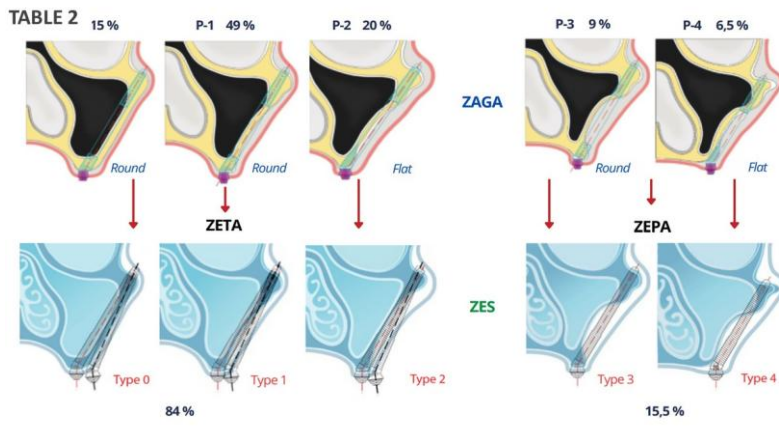 TABLE 2
15 % P-1 49 % P-2 20 % P-3 9 % P-4 6,5 %
ZAGA
Round Round Flat Round Flat
ZETA ZEPA
ZES
Type 0 Type 1 Type 2 Type 3 Type 4
84 % 15,5 %